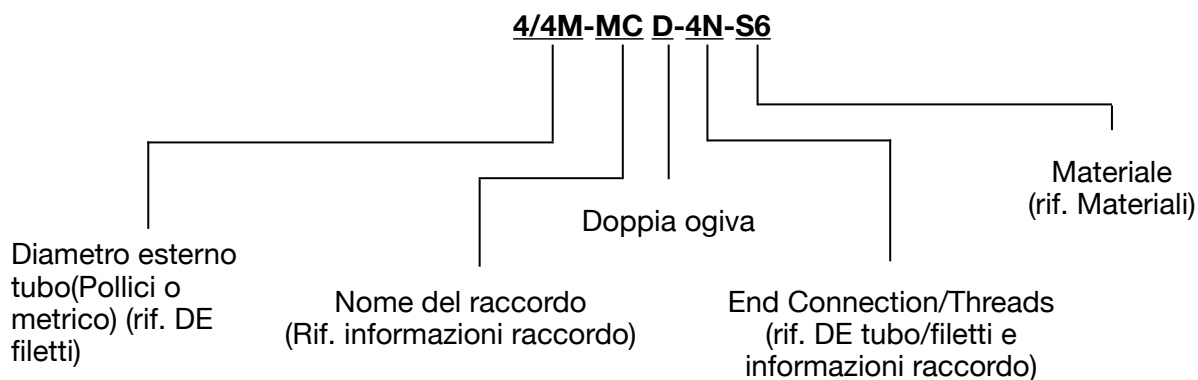 4/4M-MC D-4N-S6
Materiale
(rif. Materiali)
Doppia ogiva
Diametro esterno
tubo(Pollici o
metrico) (rif. DE
filetti)
Nome del raccordo
(Rif. informazioni raccordo)
End Connection/Threads
(rif. DE tubo/filetti e
informazioni raccordo)